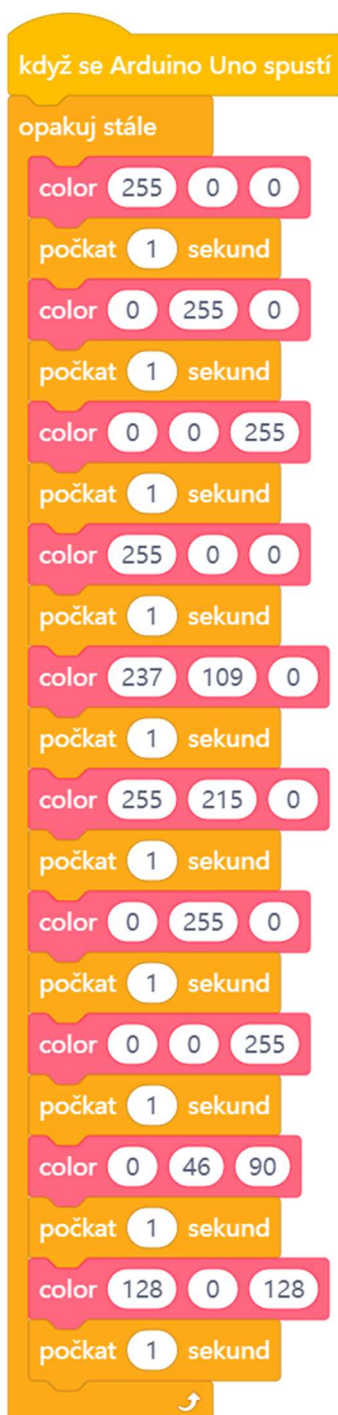 když se Arduino Uno spustí
opakuj stále
color 255 0 0
počkat 1 sekund
color 0 255 0
počkat 1 sekund
color 0 0 255
počkat 1 sekund
color 255 0 0
počkat 1 sekund
color 237 109 0
počkat 1 sekund
color 255 215 0
počkat 1 sekund
color 0 255 0
počkat 1 sekund
color 0 0 255
počkat 1 sekund
color 0 46 90
počkat 1 sekund
color 128 0 128
počkat 1 sekund